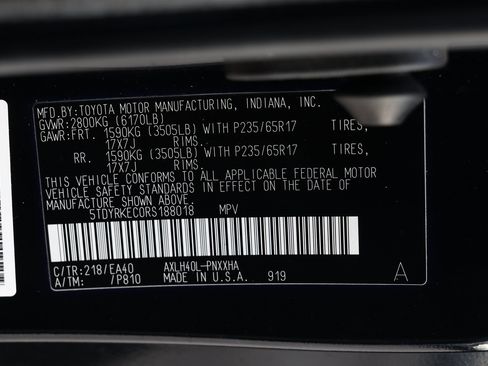 MFD.BY:TOYOTA MOTOR MANUFACTURING, INDIANA, INC.
GVWR:2800KG (6170LB)
GAWR:FRT. 1590KG (3505LB) WITH P235/65R17 TIRES,
17X7J RIMS.
RR. 1590KG (3505LB) WITH P235/65R17 TIRES,
17X7J RIMS.
THIS VEHICLE CONFORMS TO ALL APPLICABLE FEDERAL MOTOR
VEHICLE SAFETY STANDARDS IN EFFECT ON THE DATE OF
MANUFACTURE SHOWN ABOVE.
5TDYRKEC0RS188018 MPV
C/TR:218/EA40 AXLH40L-PNXXHA
A/TM: /P810 MADE IN U.S.A. 919 A